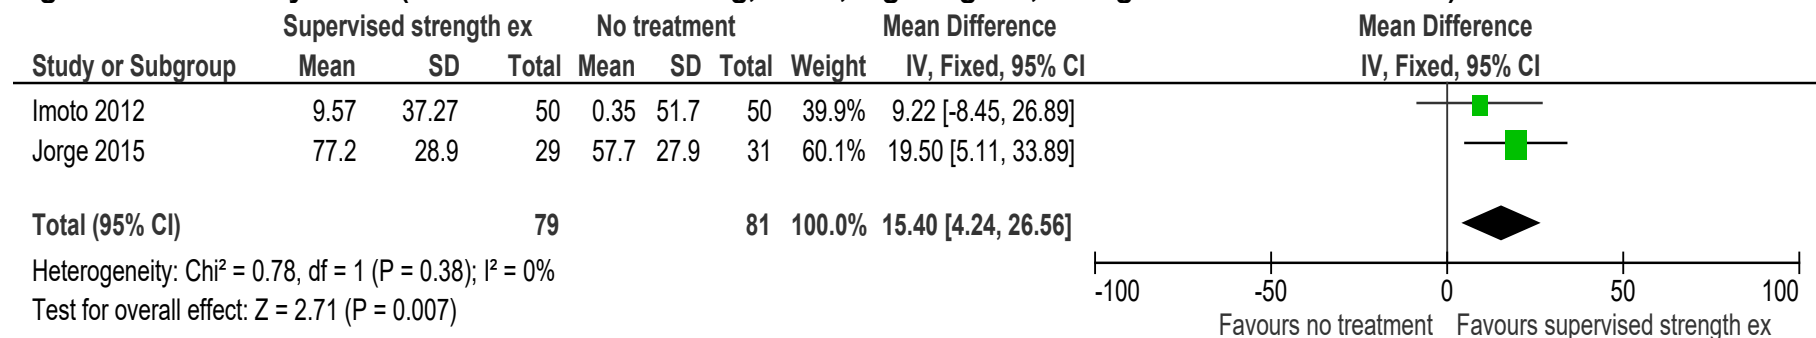 Supervised strength ex No treatment Mean Difference Mean Difference
Study or Subgroup Mean SD Total Mean SD Total Weight IV, Fixed, 95% CI IV, Fixed, 95% CI
Imoto 2012 9.57 37.27 50 0.35 51.7 50 39.9% 9.22 [-8.45, 26.89]
Jorge 2015 77.2 28.9 29 57.7 27.9 31 60.1% 19.50 [5.11, 33.89]
Total (95% CI) 79 81 100.0% 15.40 [4.24, 26.56]
Heterogeneity: Chi² = 0.78, df = 1 (P = 0.38); I² = 0%
Test for overall effect: Z = 2.71 (P = 0.007)
-100 -50 0 50 100
Favours no treatment Favours supervised strength ex